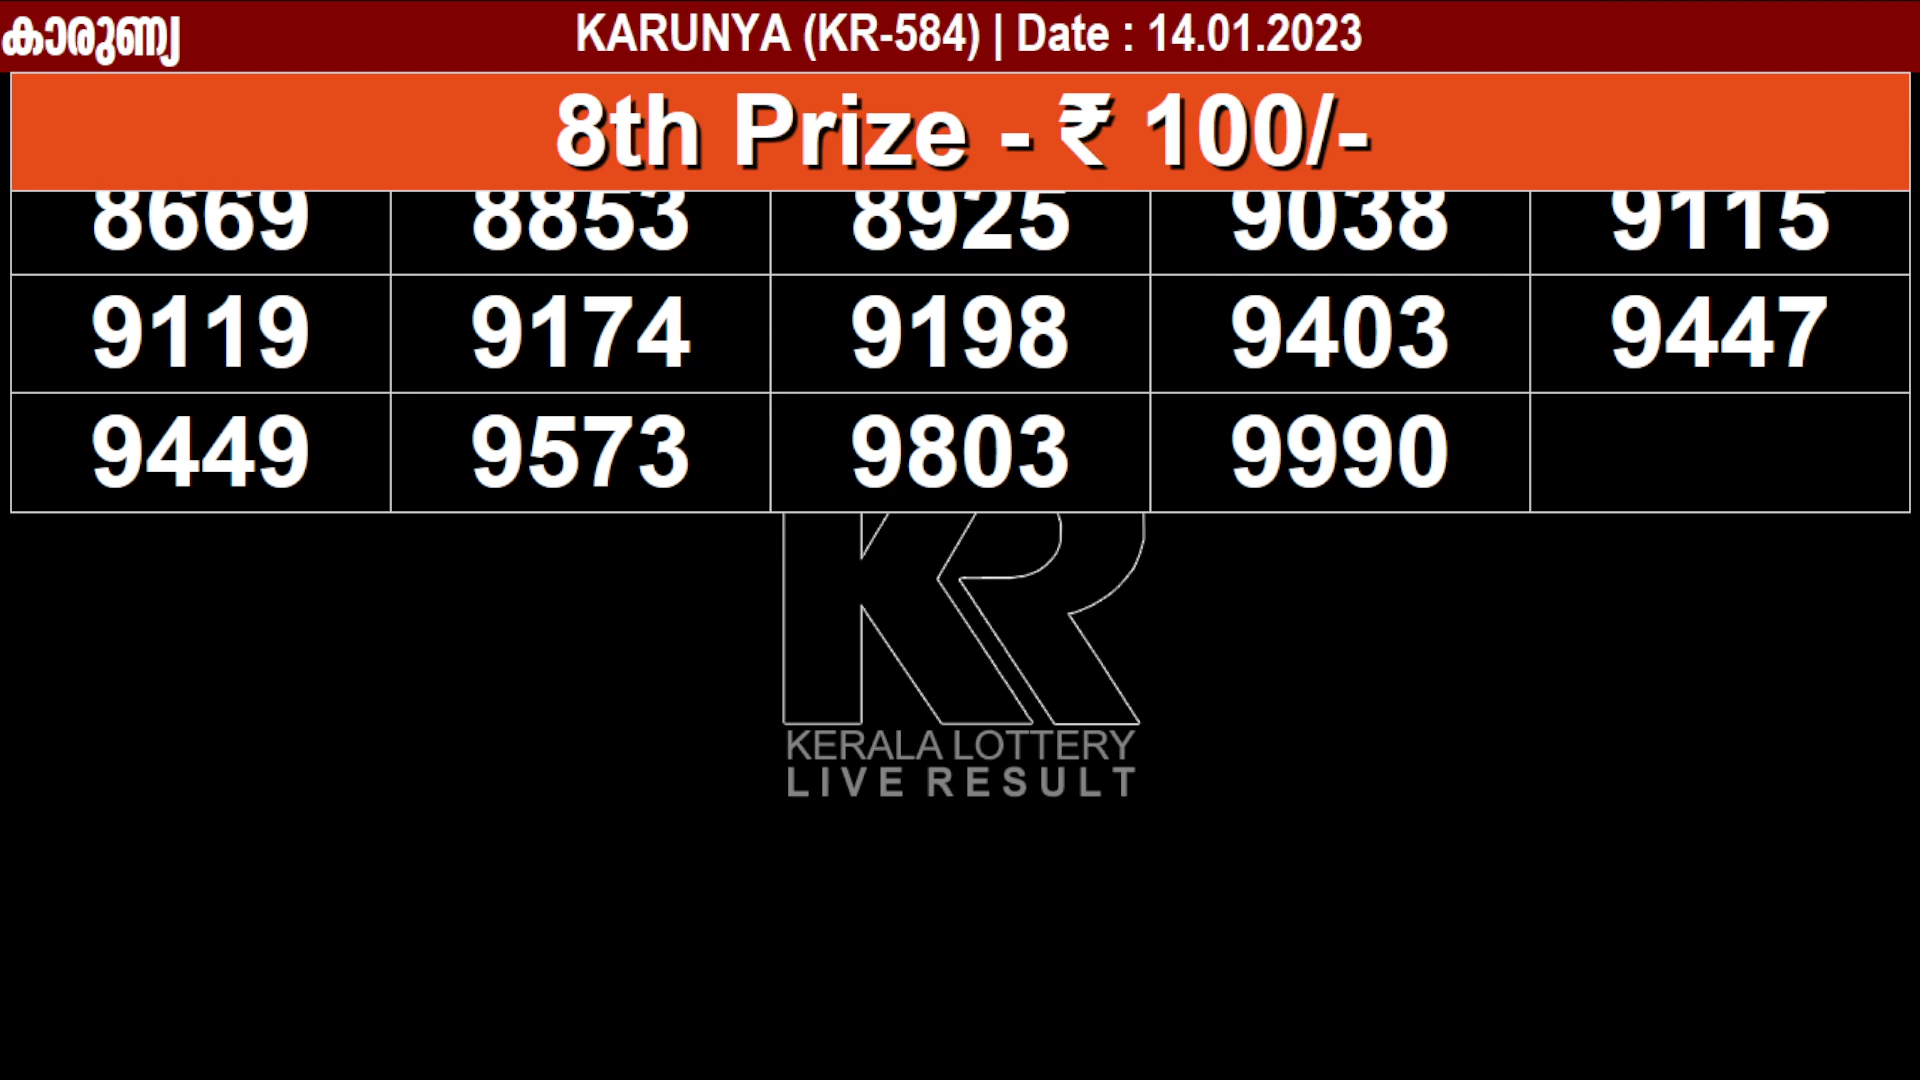 കാരുണ്യ KARUNYA (KR-584) | Date : 14.01.2023
8th Prize - ₹ 100/-
8669 8853 8925 9038 9115
9119 9174 9198 9403 9447
9449 9573 9803 9990
KR
KERALA LOTTERY
LIVE RESULT